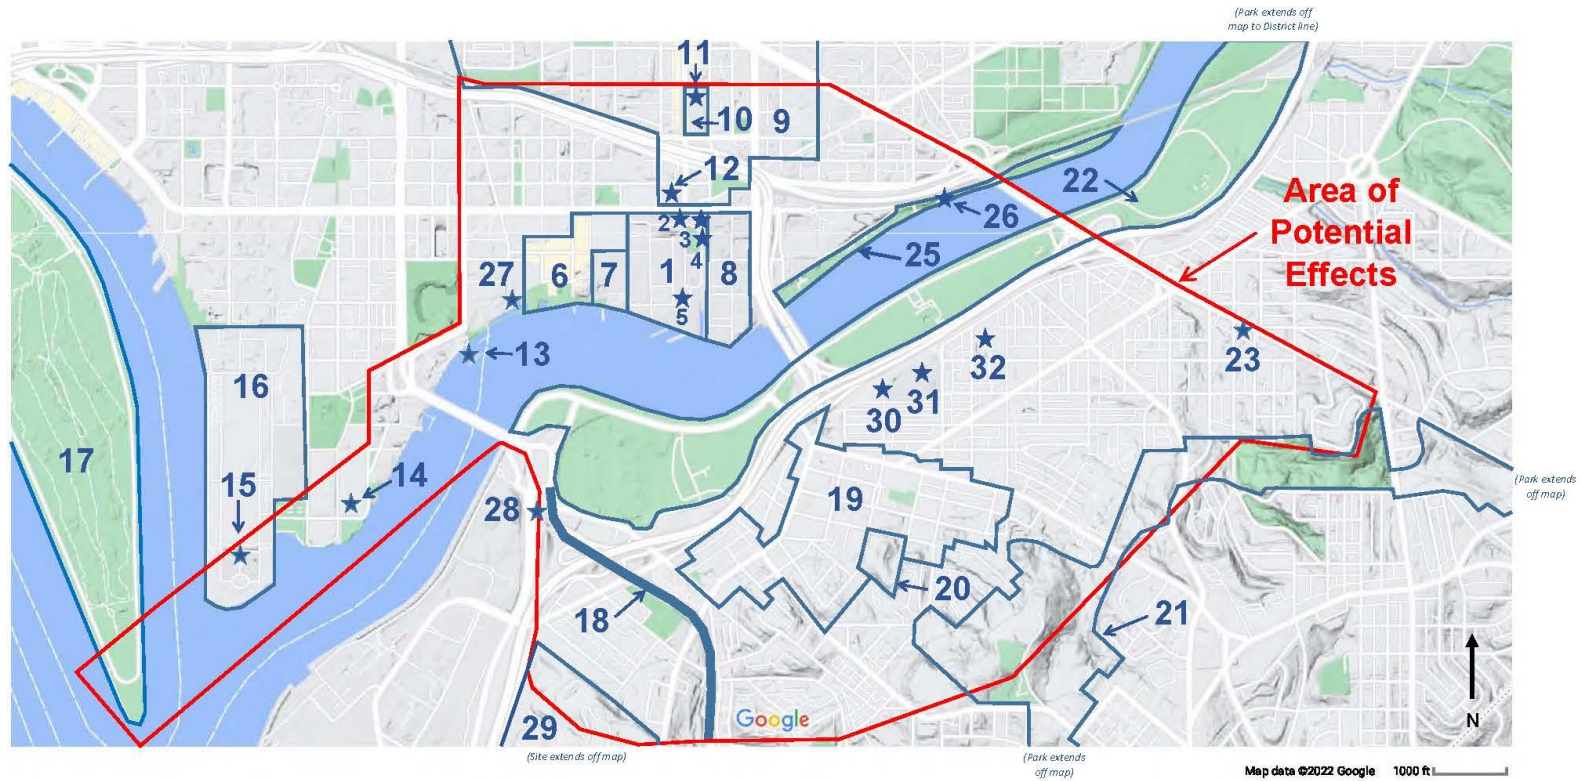 (Park extends off
map to District line)
11
10
9
12
22
26
Area of
Potential
Effects
2
3
4
25
27
6
7
1
8
5
13
32
23
31
30
16
17
14
15
28
19
(Park extends
off map)
20
18
21
29
Google
N
(Site extends off map)
(Park extends
off map)
Map data ©2022 Google 1000 ft